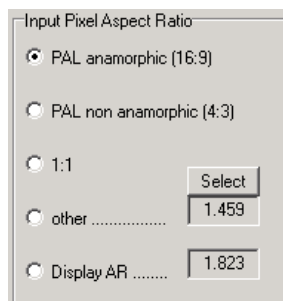 Input Pixel Aspect Ratio
PAL anamorphic (16:9)
PAL non anamorphic (4:3)
1:1
Select
other ................. 1.459
Display AR ........ 1.823